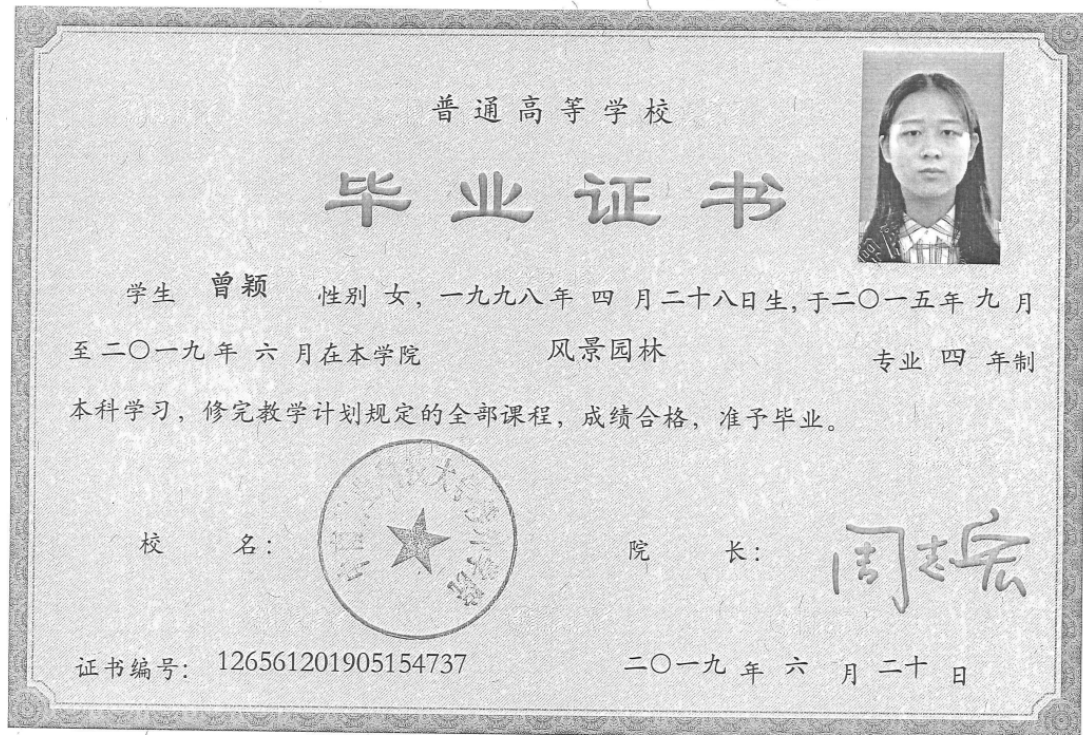 普通高等学校
毕业证书
学生 曾颖 性别 女，一九九八年 四 月二十八日生，于二〇一五年 九 月
至二〇一九年 六 月在本学院 风景园林 专业 四 年制
本科学习，修完教学计划规定的全部课程，成绩合格，准予毕业。
校 名： 院 长： 周志宏
证书编号：126561201905154737 二〇一九 年 六 月 二十 日